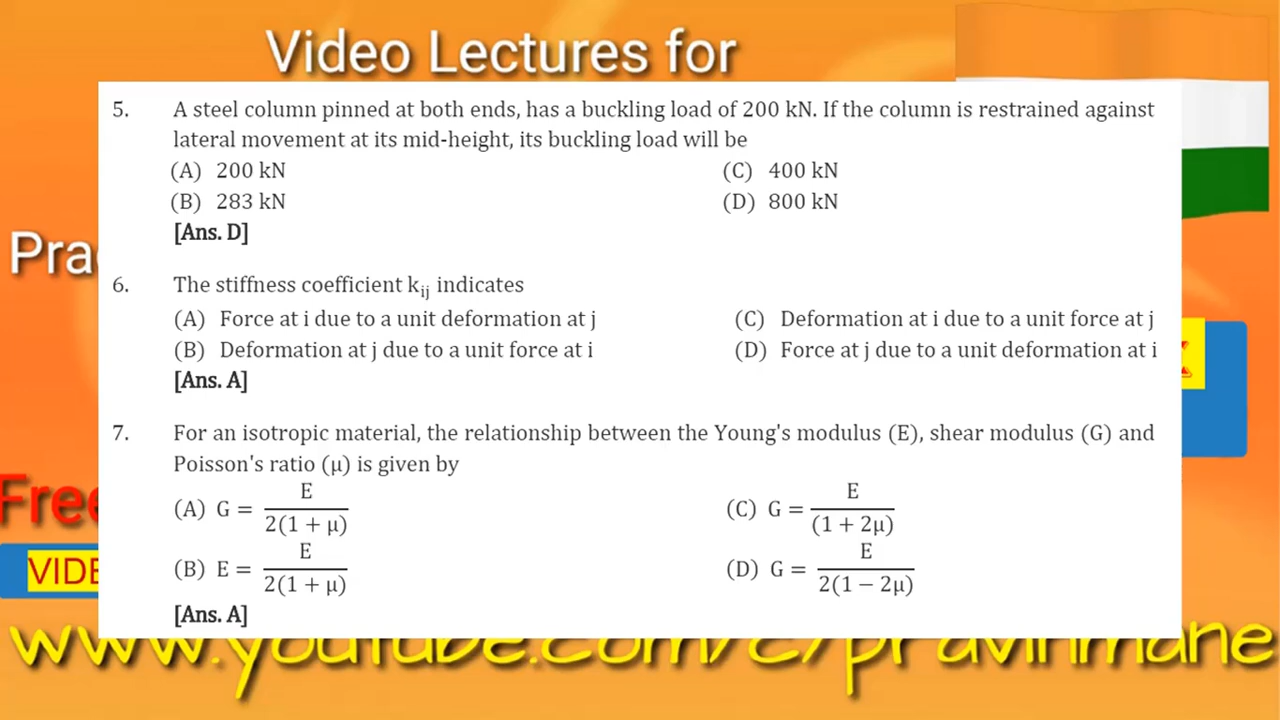 Video Lectures for
5. A steel column pinned at both ends, has a buckling load of 200 kN. If the column is restrained against
lateral movement at its mid-height, its buckling load will be
(A) 200 kN (C) 400 kN
(B) 283 kN (D) 800 kN
[Ans. D]
Pra
6. The stiffness coefficient k_ij indicates
(A) Force at i due to a unit deformation at j (C) Deformation at i due to a unit force at j
(B) Deformation at j due to a unit force at i (D) Force at j due to a unit deformation at i
[Ans. A]
7. For an isotropic material, the relationship between the Young's modulus (E), shear modulus (G) and
Poisson's ratio (μ) is given by
(A) G = E / 2(1 + μ) (C) G = E / (1 + 2μ)
(B) E = E / 2(1 + μ) (D) G = E / 2(1 − 2μ)
[Ans. A]
Free
VIDE
www.youtube.com/c/pravinmane